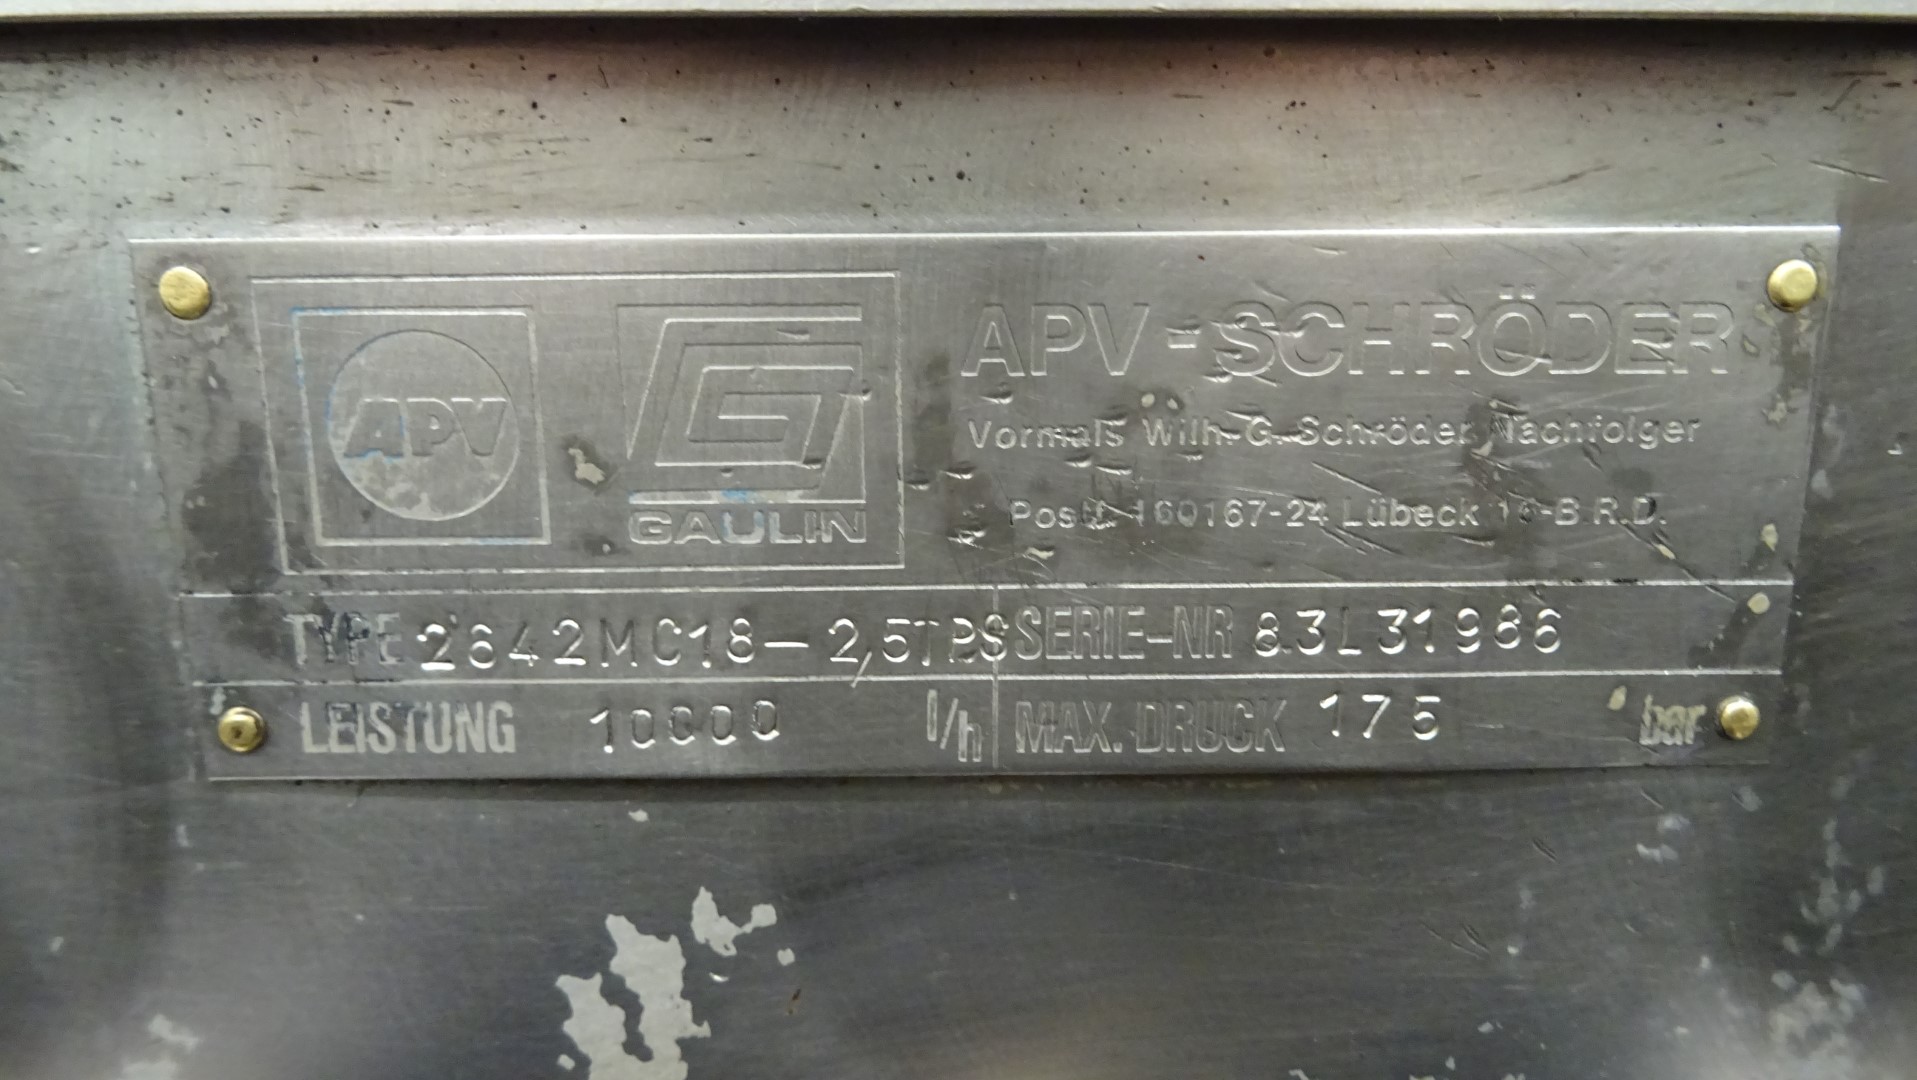 APV
GAULIN
APV-SCHRÖDER
Vormals Wilh. G. Schröder Nachfolger
Postf. 160167-24 Lübeck 16-B.R.D.
TYPE 2642MC18-2,5TPS SERIE-NR 83L31986
LEISTUNG 10000 l/h MAX. DRUCK 175 bar